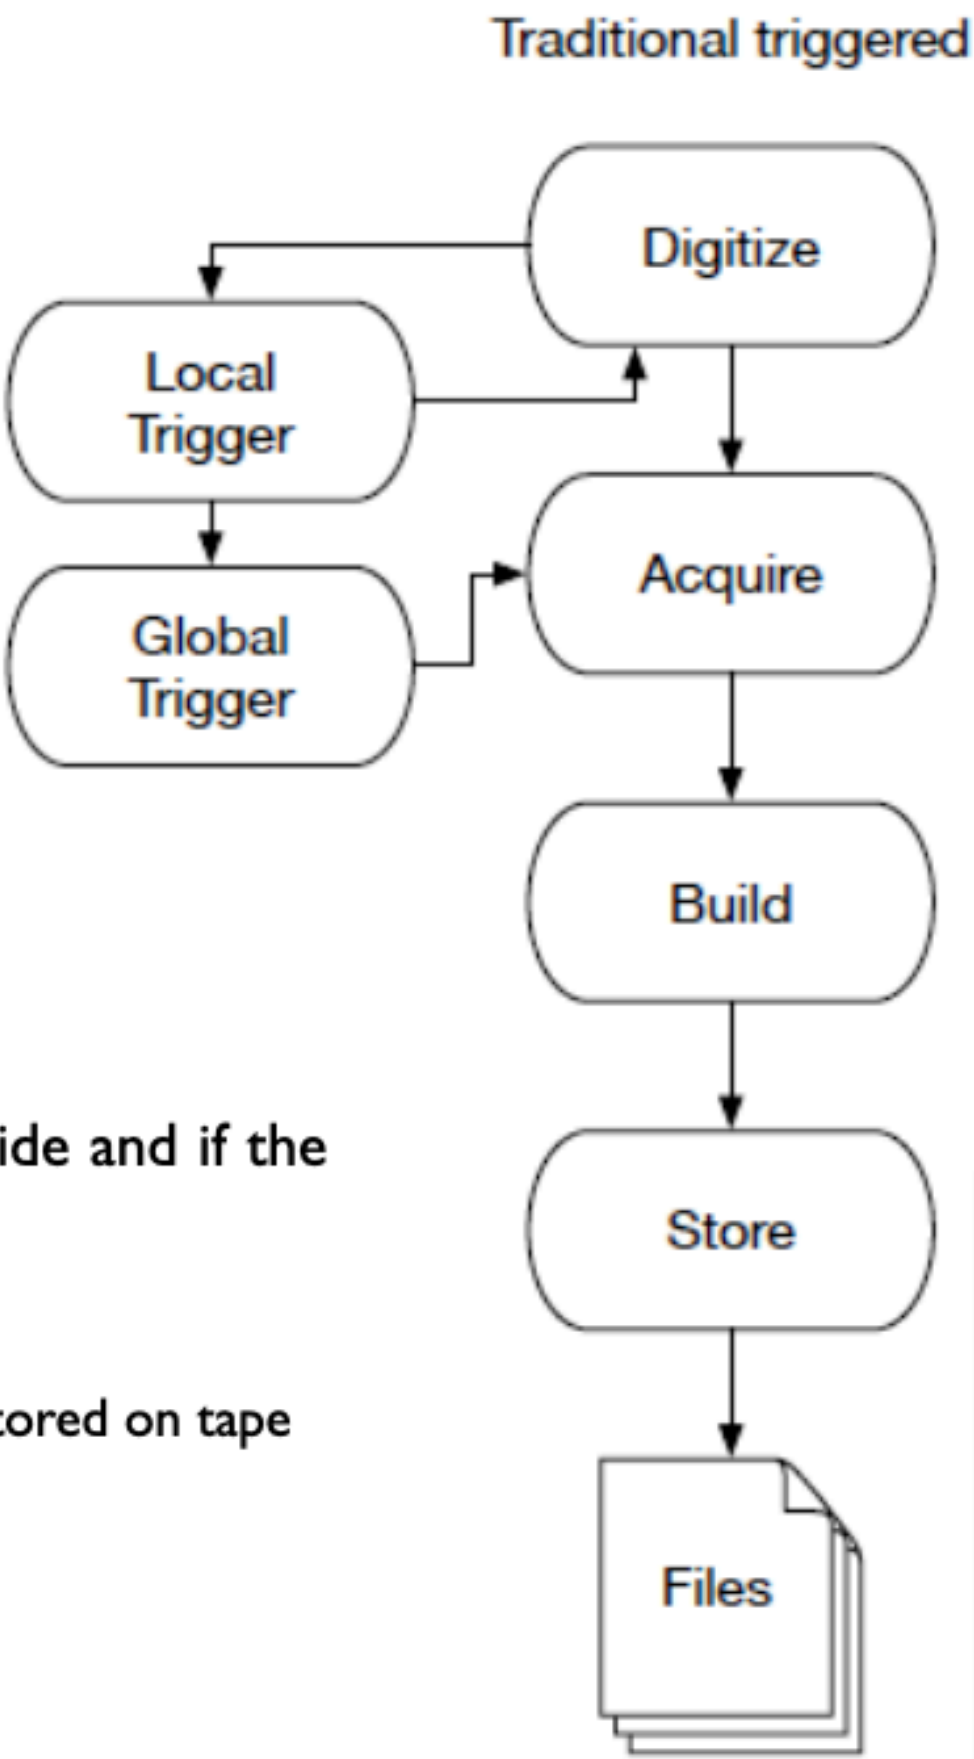 Traditional triggered
Digitize
Local
Trigger
Global
Trigger
Acquire
Build
ide and if the
Store
tored on tape
Files